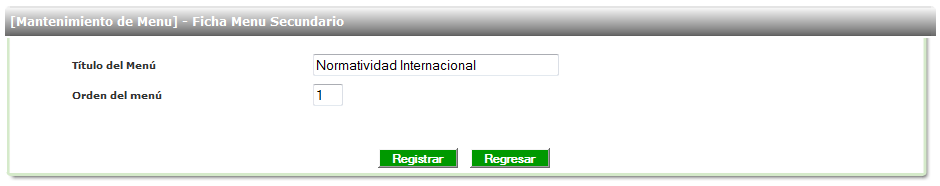 [Mantenimiento de Menu] - Ficha Menu Secundario
Título del Menú Normatividad Internacional
Orden del menú 1
Registrar Regresar